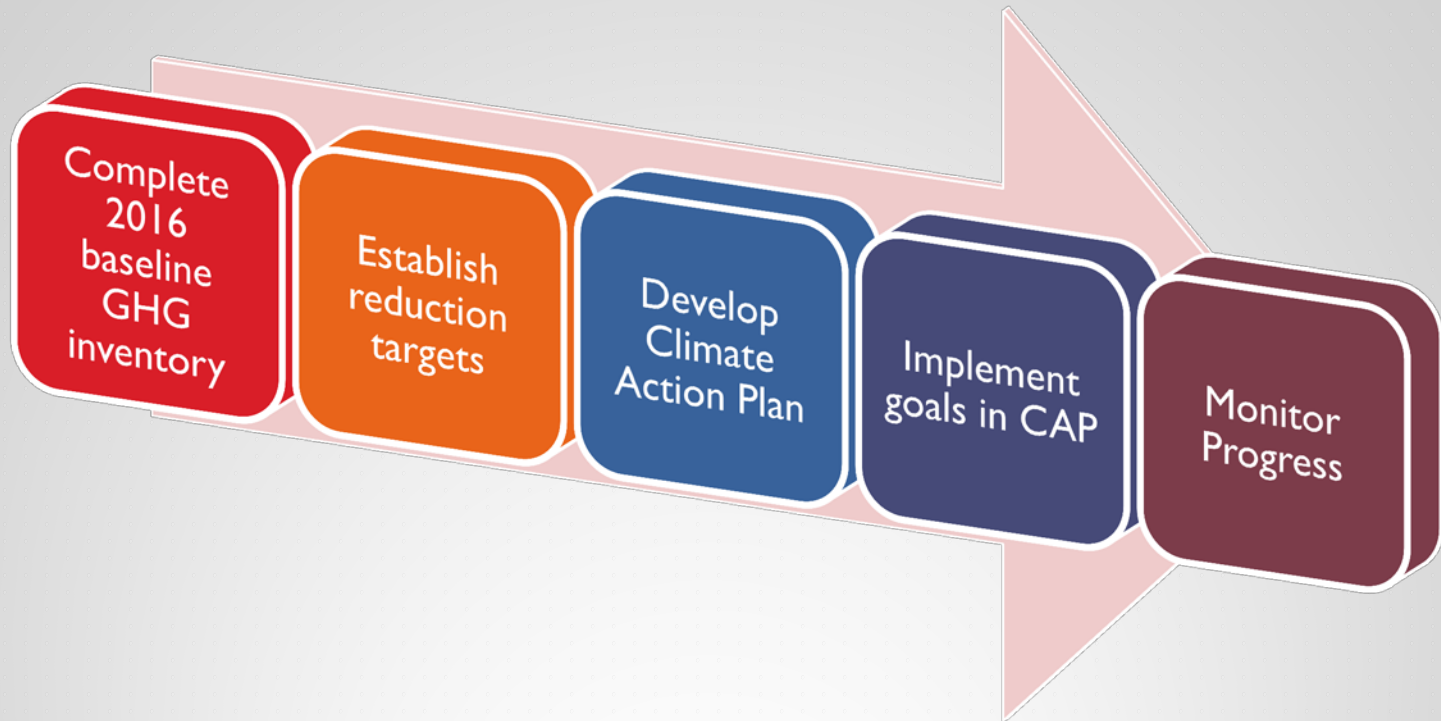 Complete
2016
baseline
GHG
inventory
Establish
reduction
targets
Develop
Climate
Action Plan
Implement
goals in CAP
Monitor
Progress